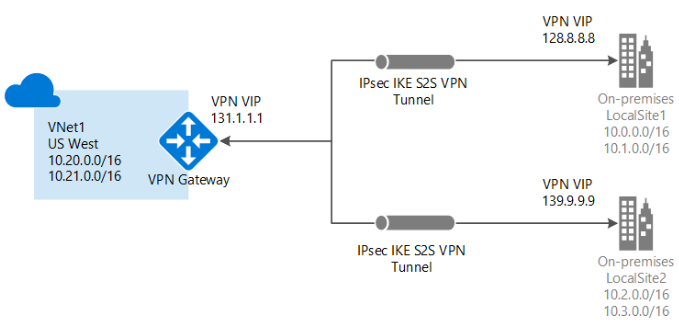 VNet1
US West
10.20.0.0/16
10.21.0.0/16
VPN VIP
131.1.1.1
VPN Gateway
IPsec IKE S2S VPN
Tunnel
VPN VIP
128.8.8.8
On-premises
LocalSite1
10.0.0.0/16
10.1.0.0/16
IPsec IKE S2S VPN
Tunnel
VPN VIP
139.9.9.9
On-premises
LocalSite2
10.2.0.0/16
10.3.0.0/16